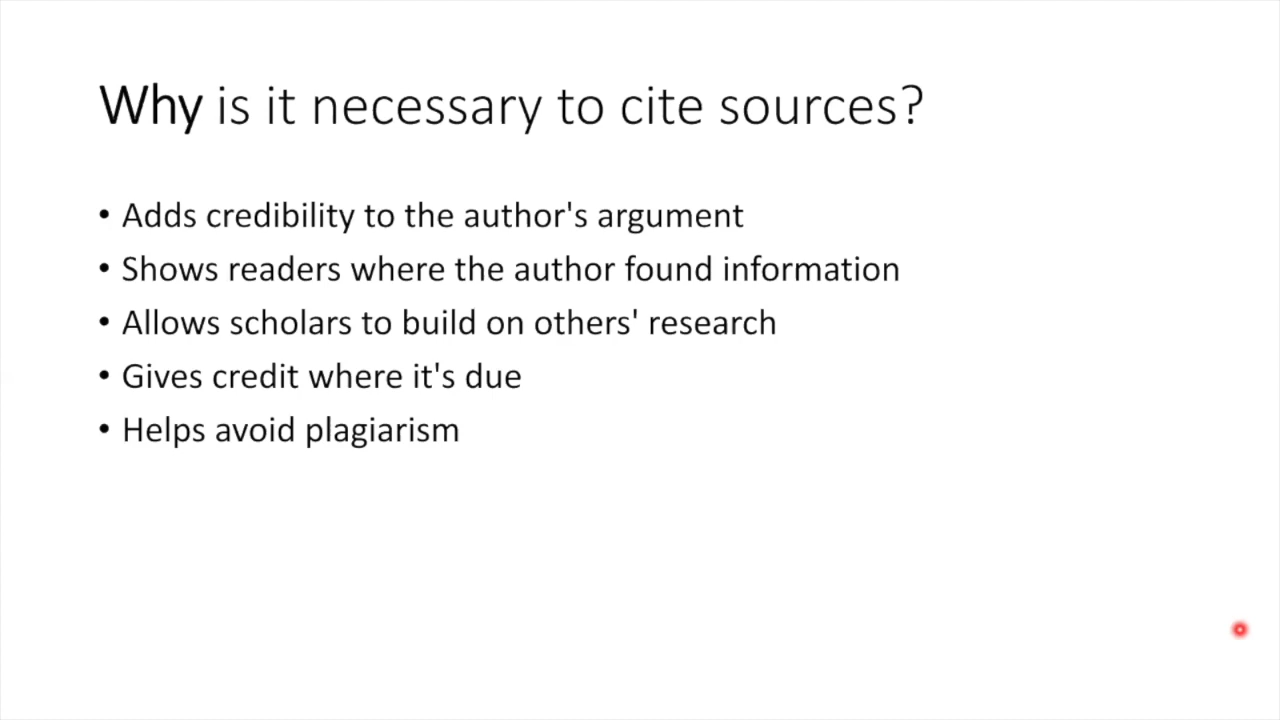 Why is it necessary to cite sources?
• Adds credibility to the author's argument
• Shows readers where the author found information
• Allows scholars to build on others' research
• Gives credit where it's due
• Helps avoid plagiarism